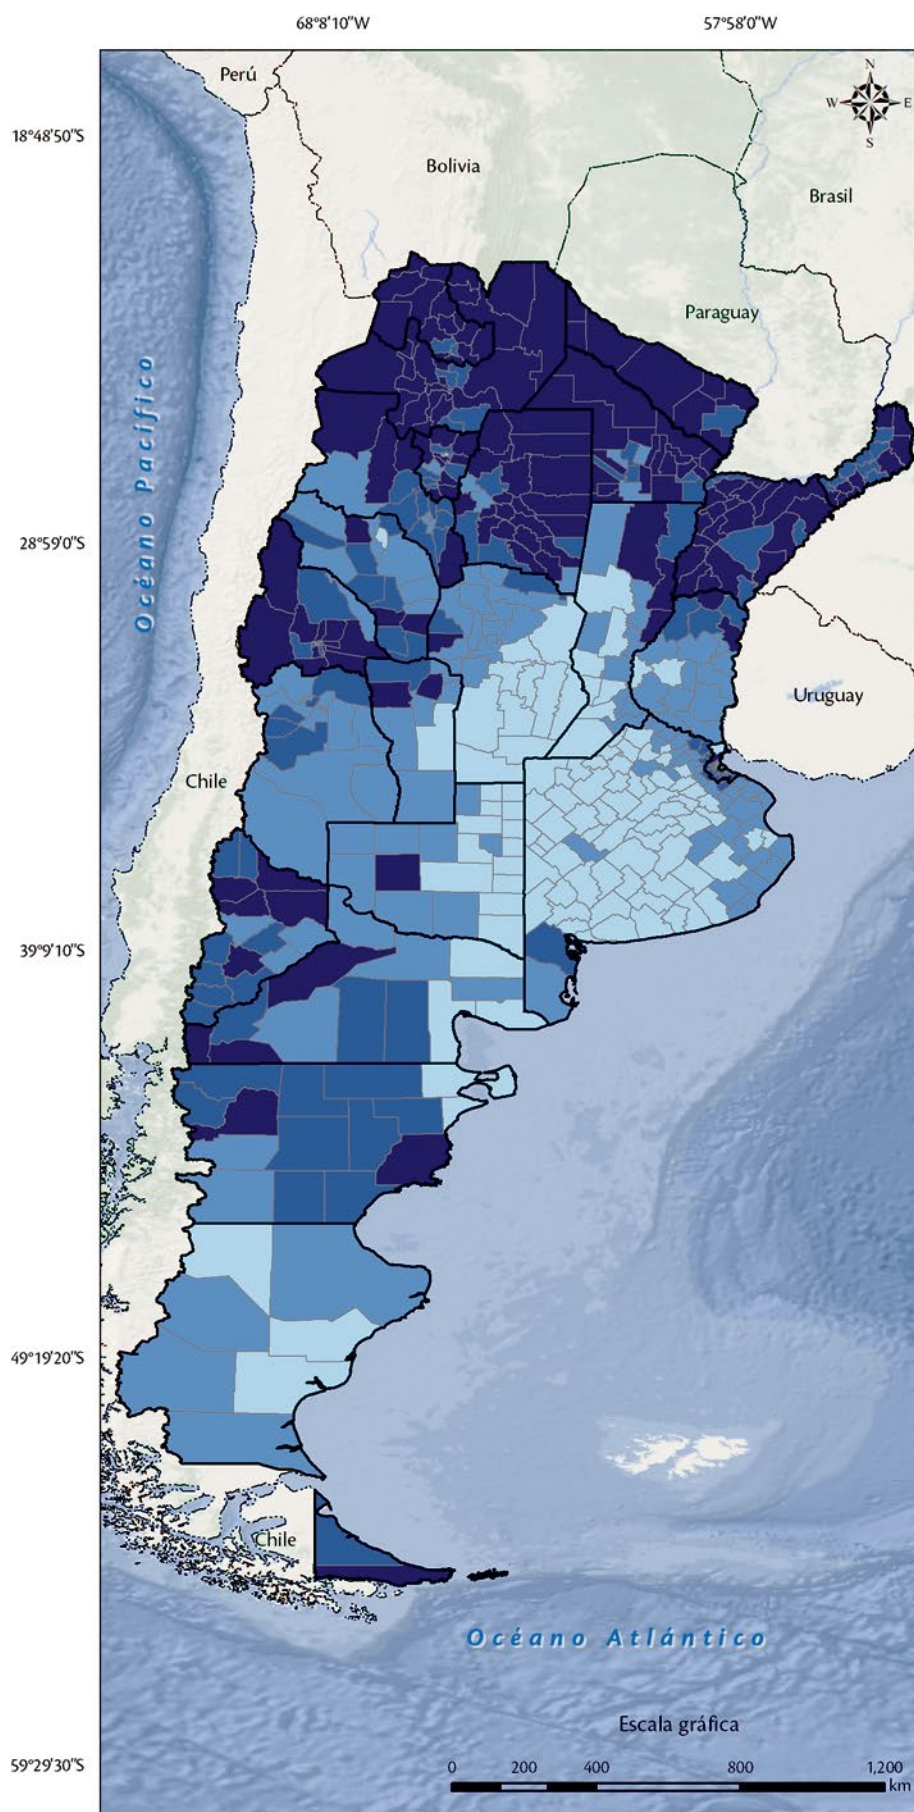 68°8'10"W
57°58'0"W
Perú
N
W
E
S
18°48'50"S
Bolivia
Brasil
Paraguay
Océano Pacífico
28°59'0"S
Uruguay
Chile
39°9'10"S
49°19'20"S
Chile
Océano Atlántico
Escala gráfica
59°29'30"S
0 200 400 800 1,200
km